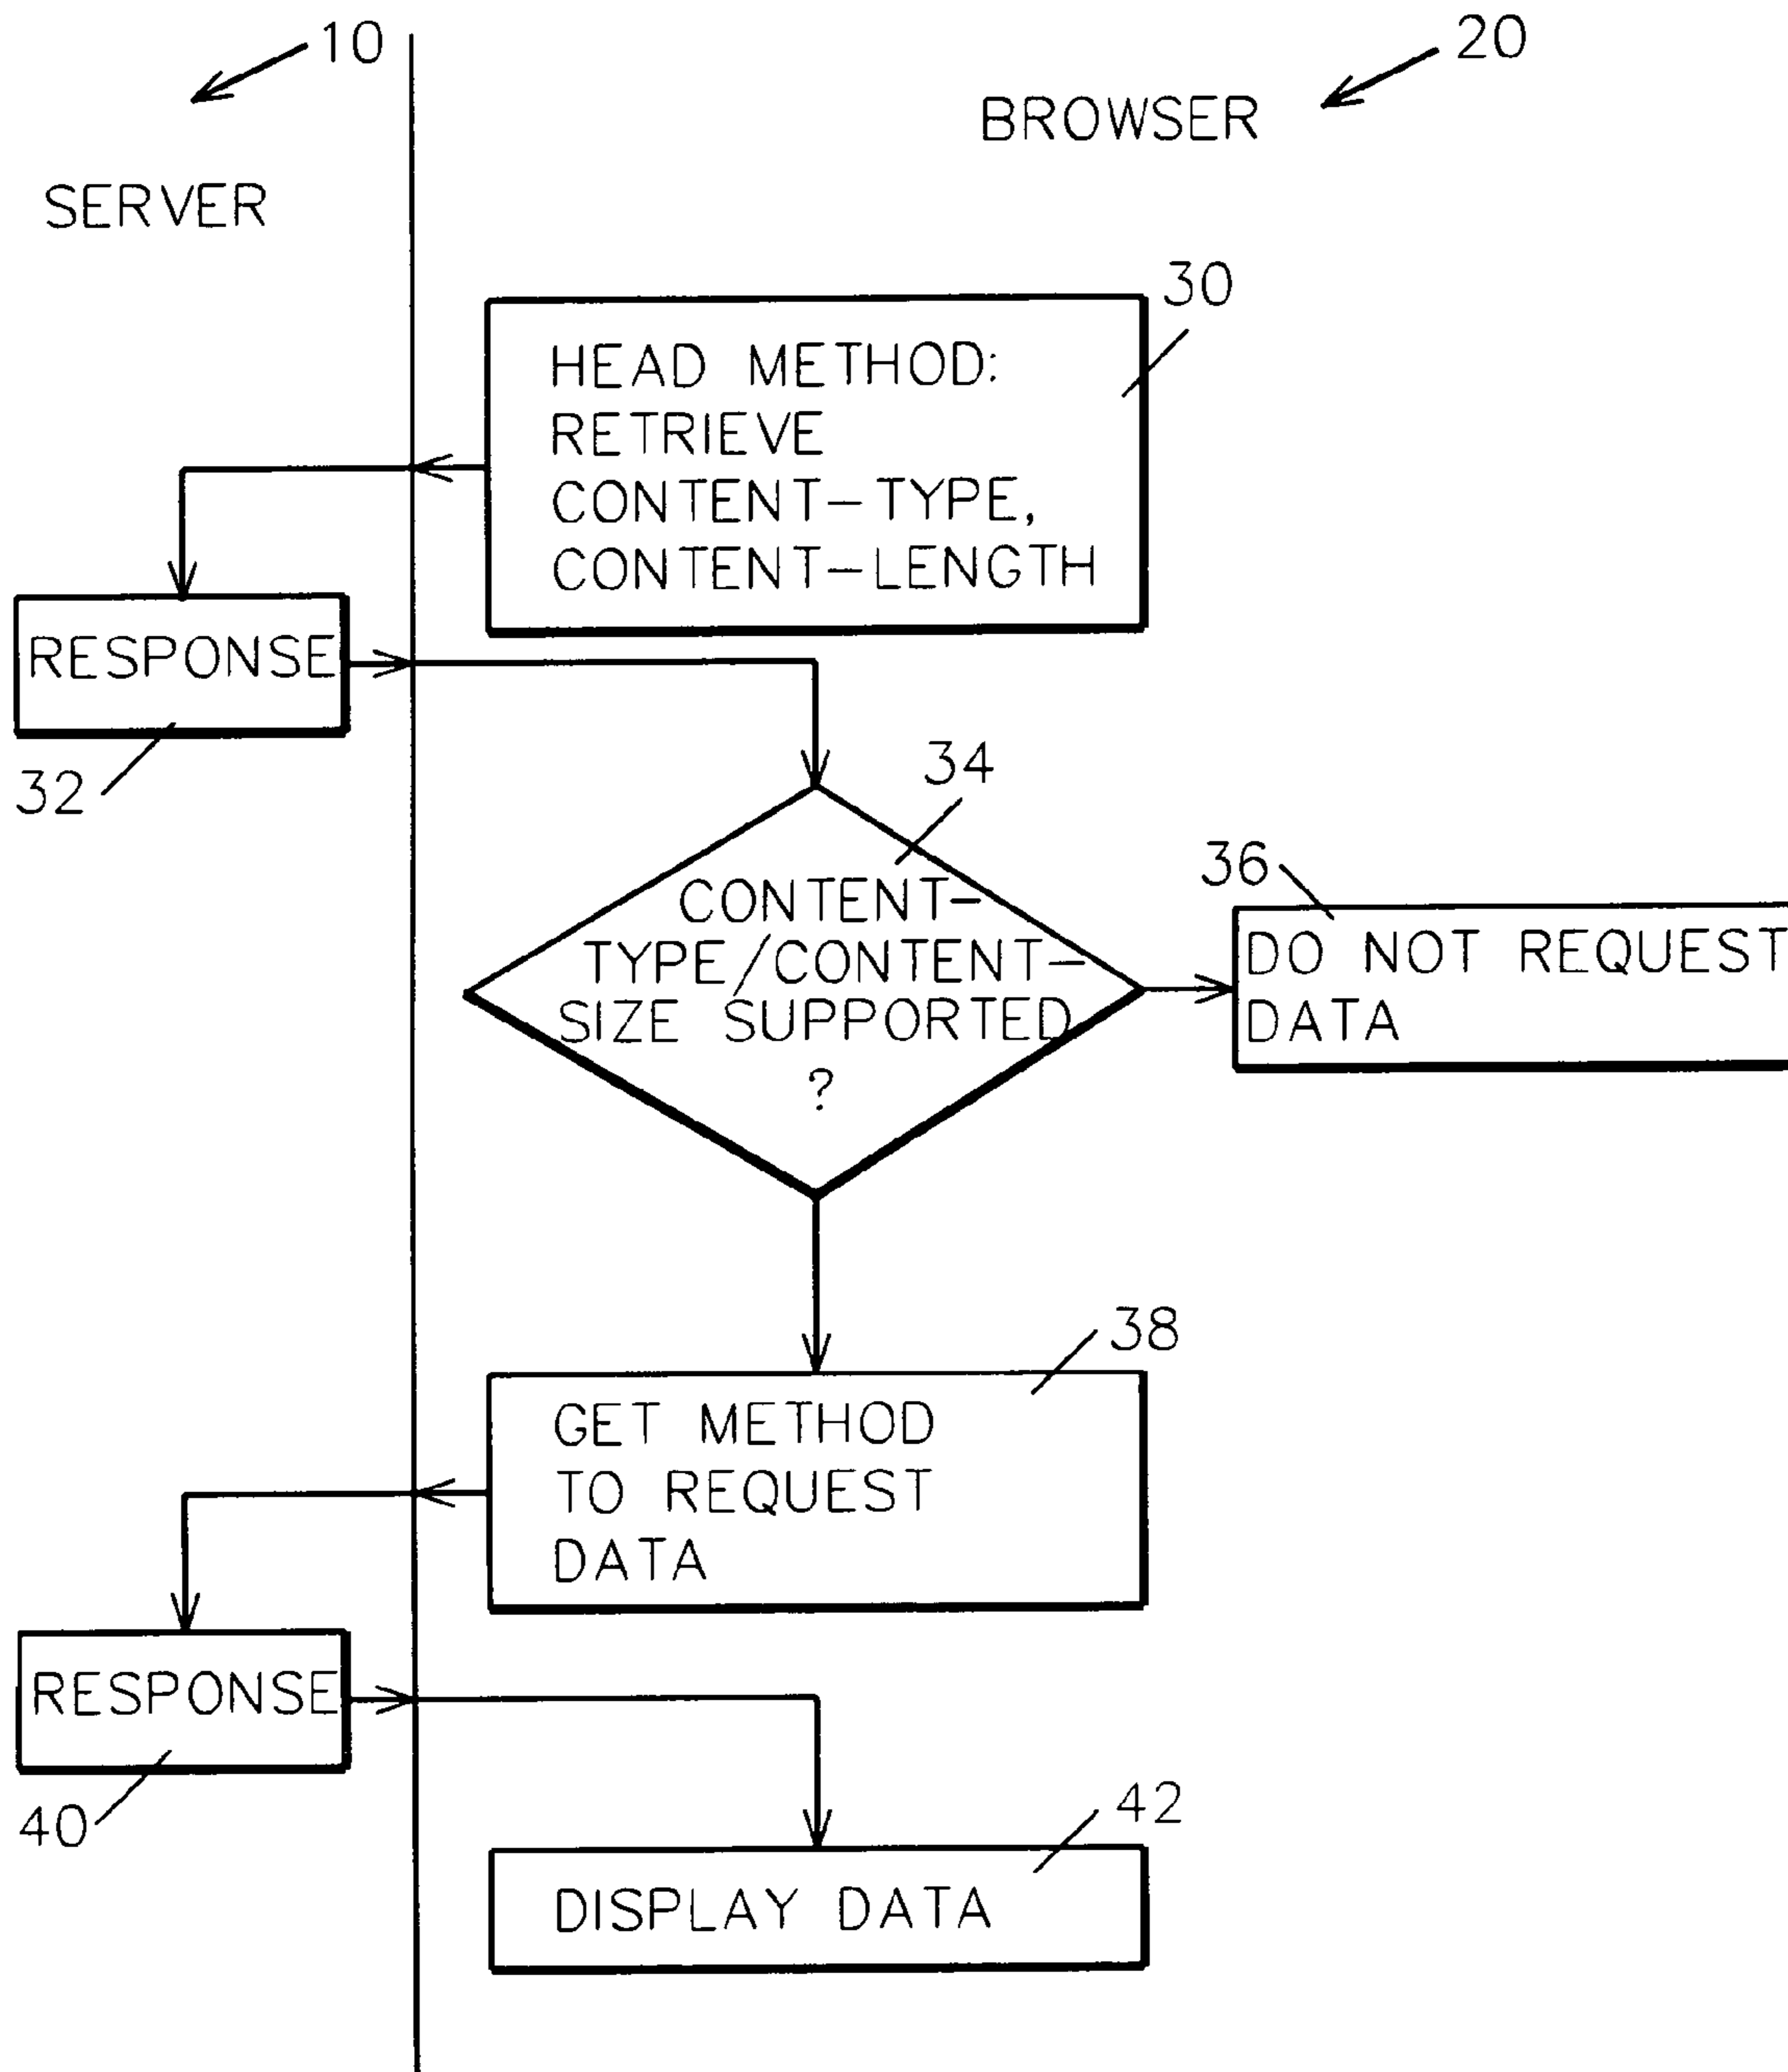 10
20
BROWSER
SERVER
30
HEAD METHOD:
RETRIEVE
CONTENT-TYPE,
CONTENT-LENGTH
RESPONSE
32
34
CONTENT-
TYPE/CONTENT-
SIZE SUPPORTED
?
36
DO NOT REQUEST
DATA
38
GET METHOD
TO REQUEST
DATA
RESPONSE
40
42
DISPLAY DATA